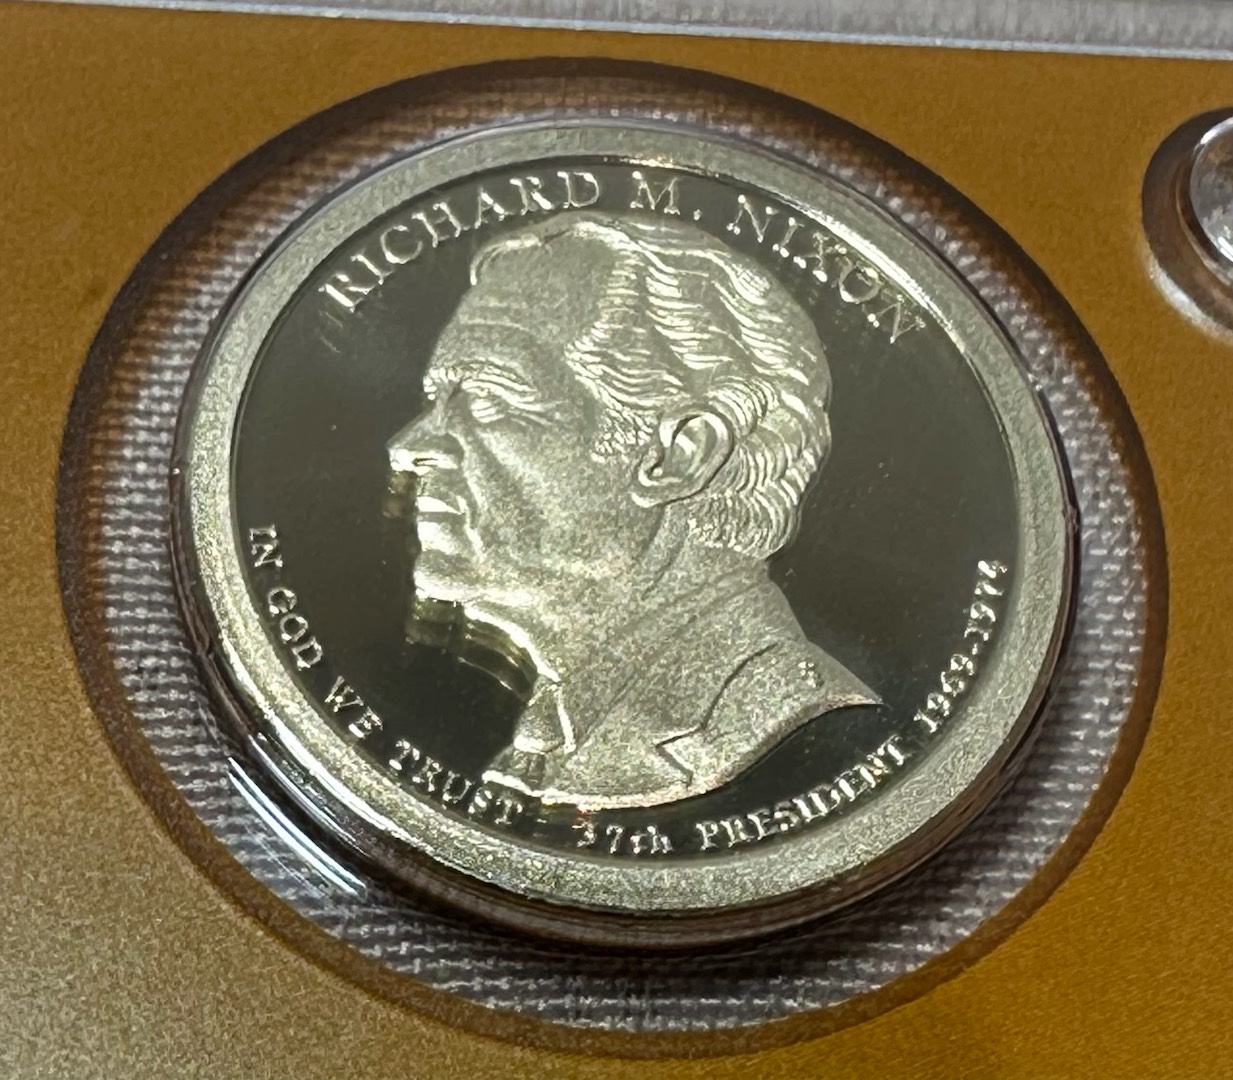 RICHARD M. NIXON
IN GOD WE TRUST
37th PRESIDENT 1969-1974